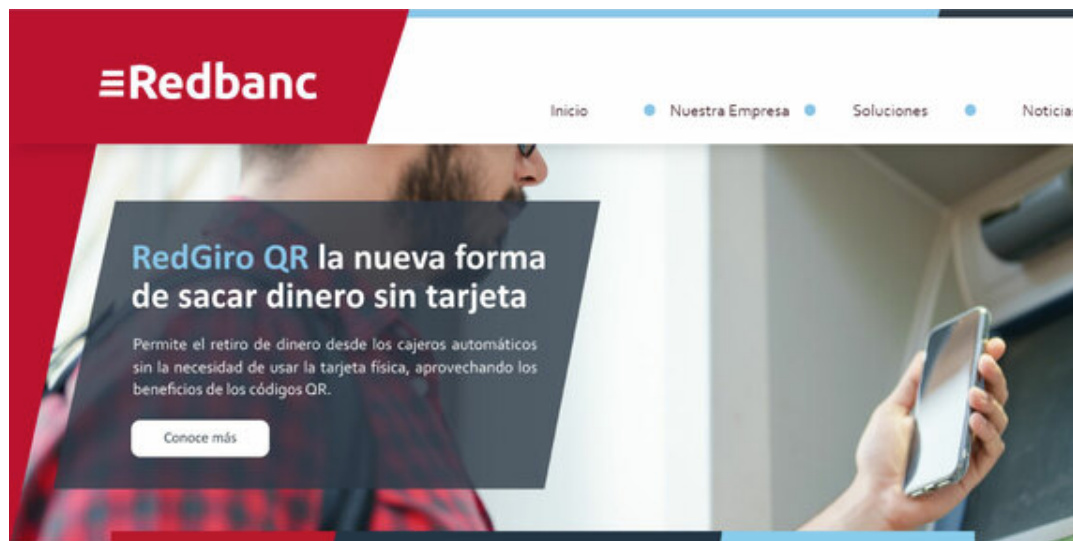 Redbanc
Inicio
Nuestra Empresa
Soluciones
Noticias
RedGiro QR la nueva forma
de sacar dinero sin tarjeta
Permite el retiro de dinero desde los cajeros automáticos
sin la necesidad de usar la tarjeta física, aprovechando los
beneficios de los códigos QR.
Conoce más